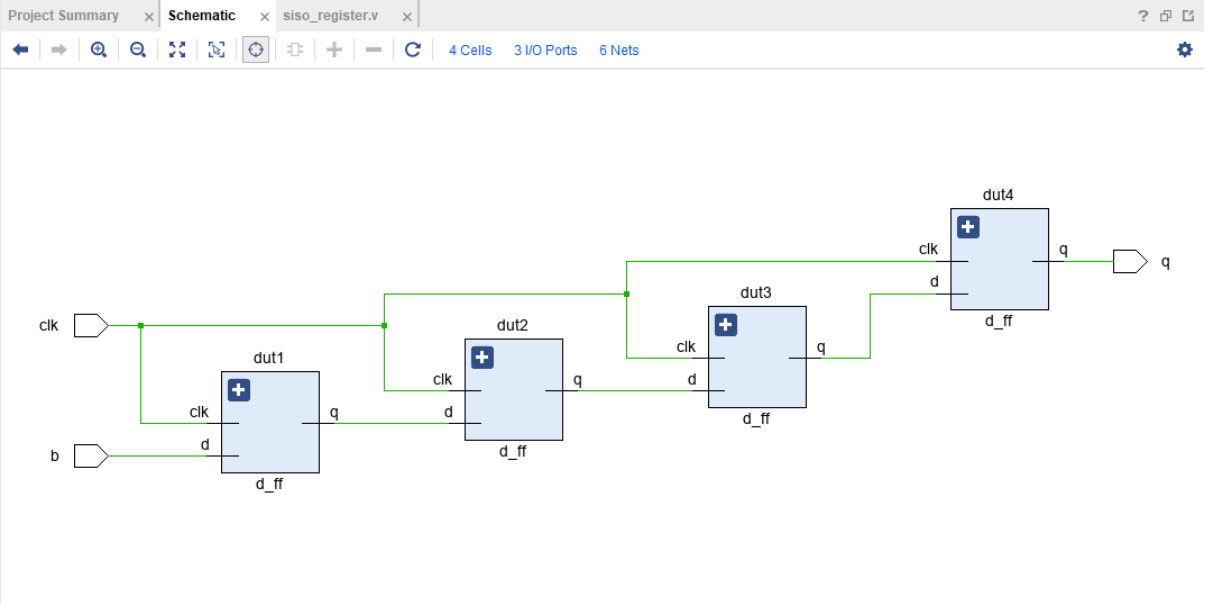 Project Summary × Schematic × siso_register.v ×
?
4 Cells 3 I/O Ports 6 Nets
dut4
clk q
q
d
d_ff
dut3
clk q
d
d_ff
dut2
clk q
d
d_ff
clk
dut1
clk q
d
d_ff
b